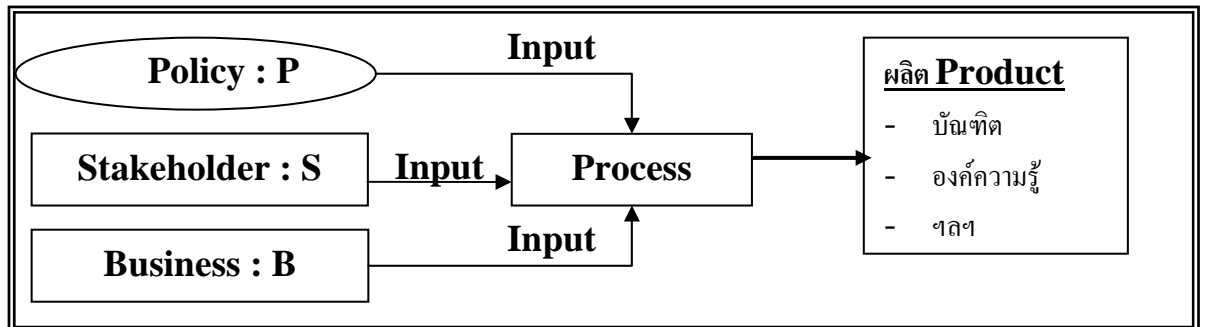 Input
Policy : P
ผลิต Product
- บัณฑิต
Stakeholder : S
Input
Process
- องค์ความรู้
Input
- ฯลฯ
Business : B